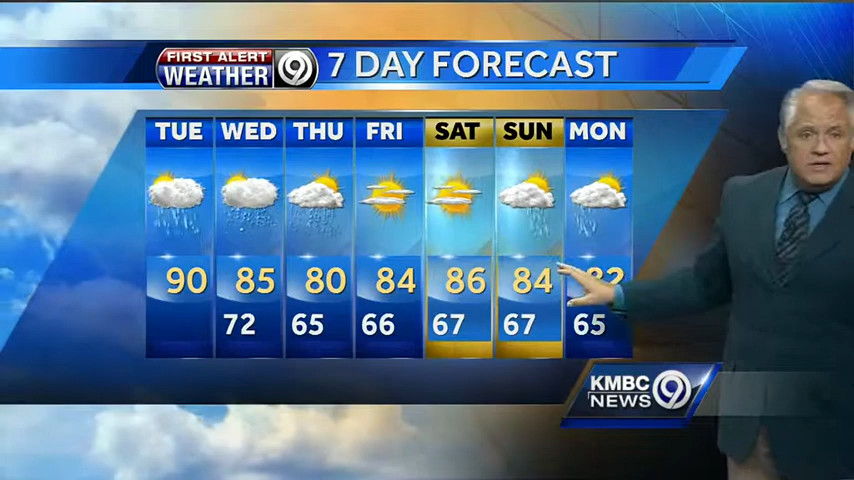 FIRST ALERT
WEATHER 9
7 DAY FORECAST
TUE WED THU FRI SAT SUN MON
90 85 80 84 86 84 82
72 65 66 67 67 65
KMBC 9
NEWS